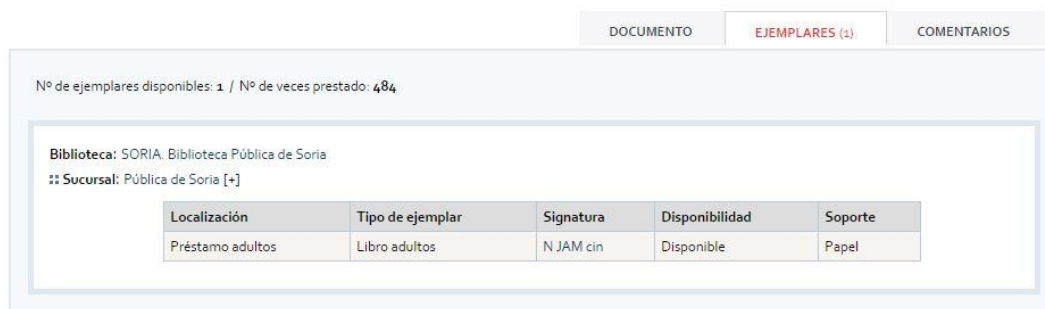 DOCUMENTO EJEMPLARES (1) COMENTARIOS
Nº de ejemplares disponibles: 1 / Nº de veces prestado: 484
Biblioteca: SORIA. Biblioteca Pública de Soria
Sucursal: Pública de Soria [+]
Localización Tipo de ejemplar Signatura Disponibilidad Soporte
Préstamo adultos Libro adultos N JAM cin Disponible Papel